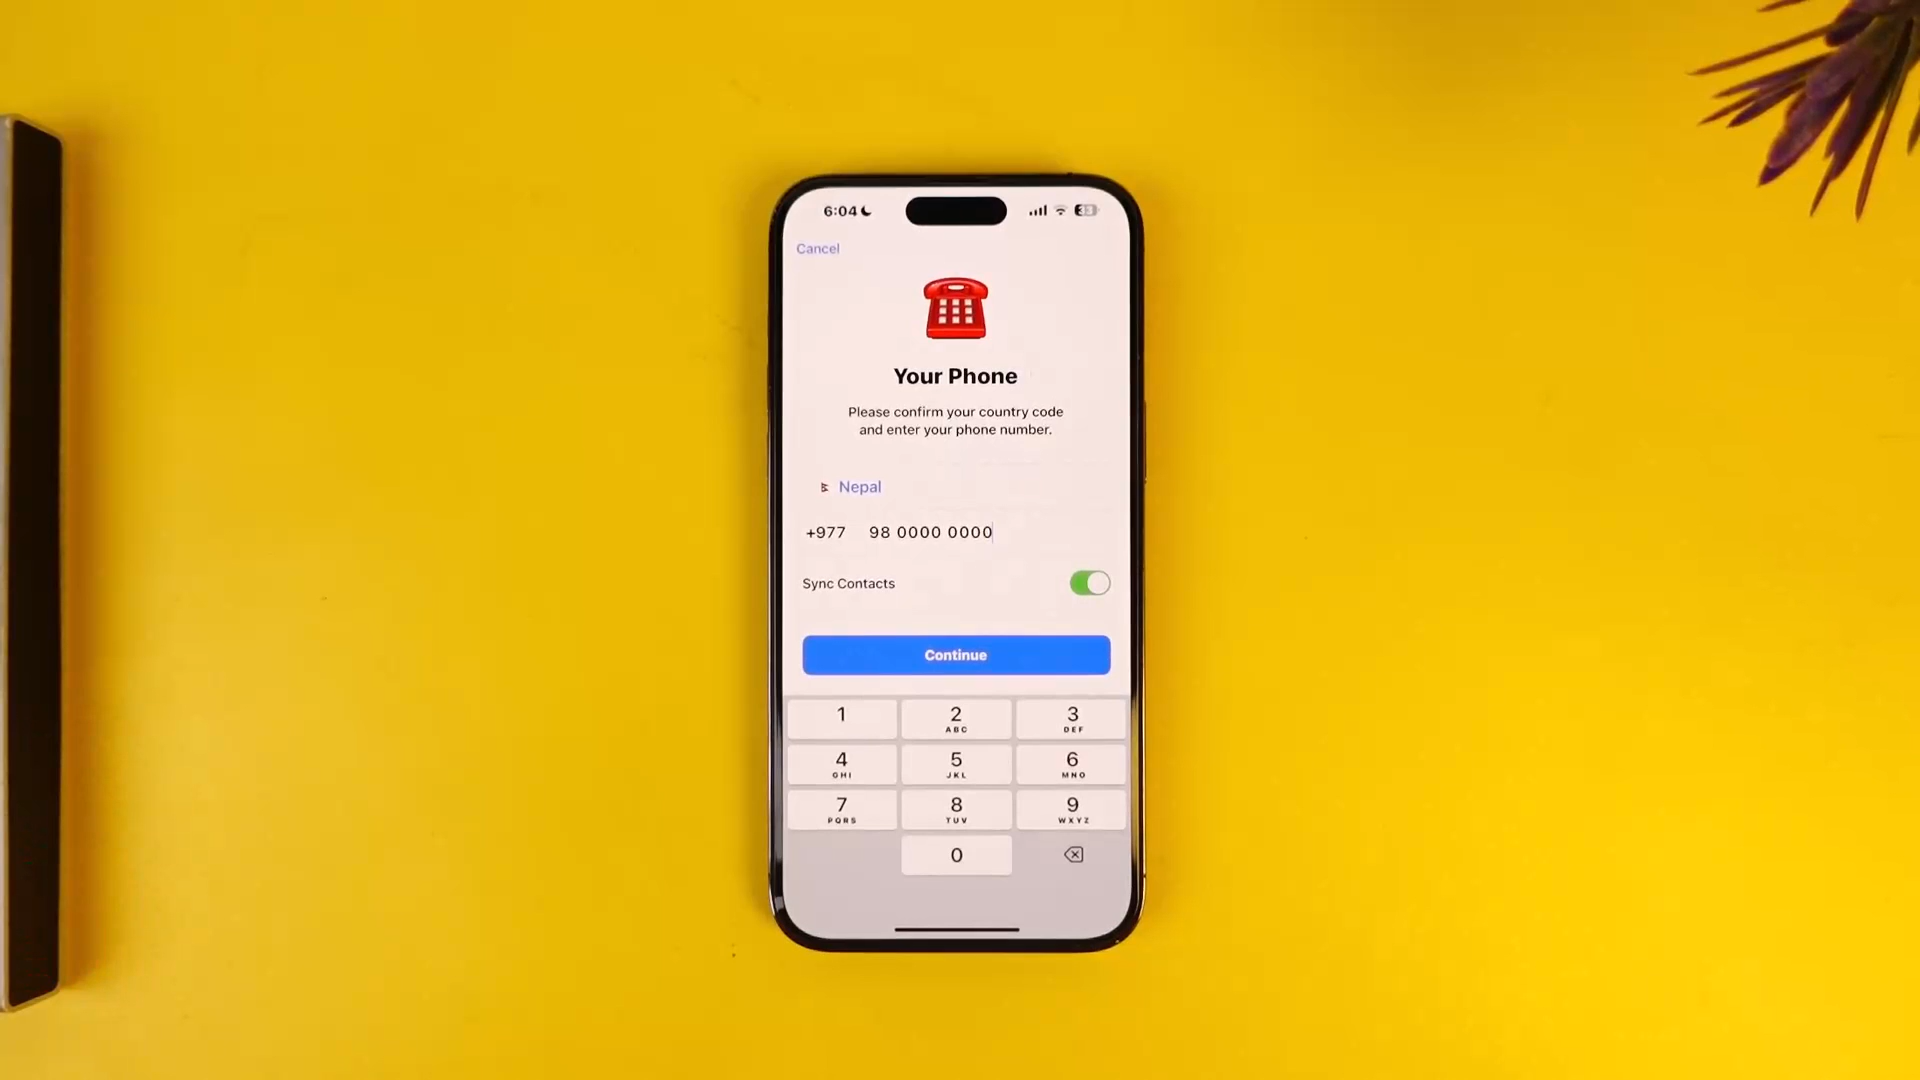 6:04
33
Cancel
Your Phone
Please confirm your country code
and enter your phone number.
Nepal
+977 98 0000 0000
Sync Contacts
Continue
1 2 3
ABC DEF
4 5 6
GHI JKL MNO
7 8 9
PQRS TUV WXYZ
0